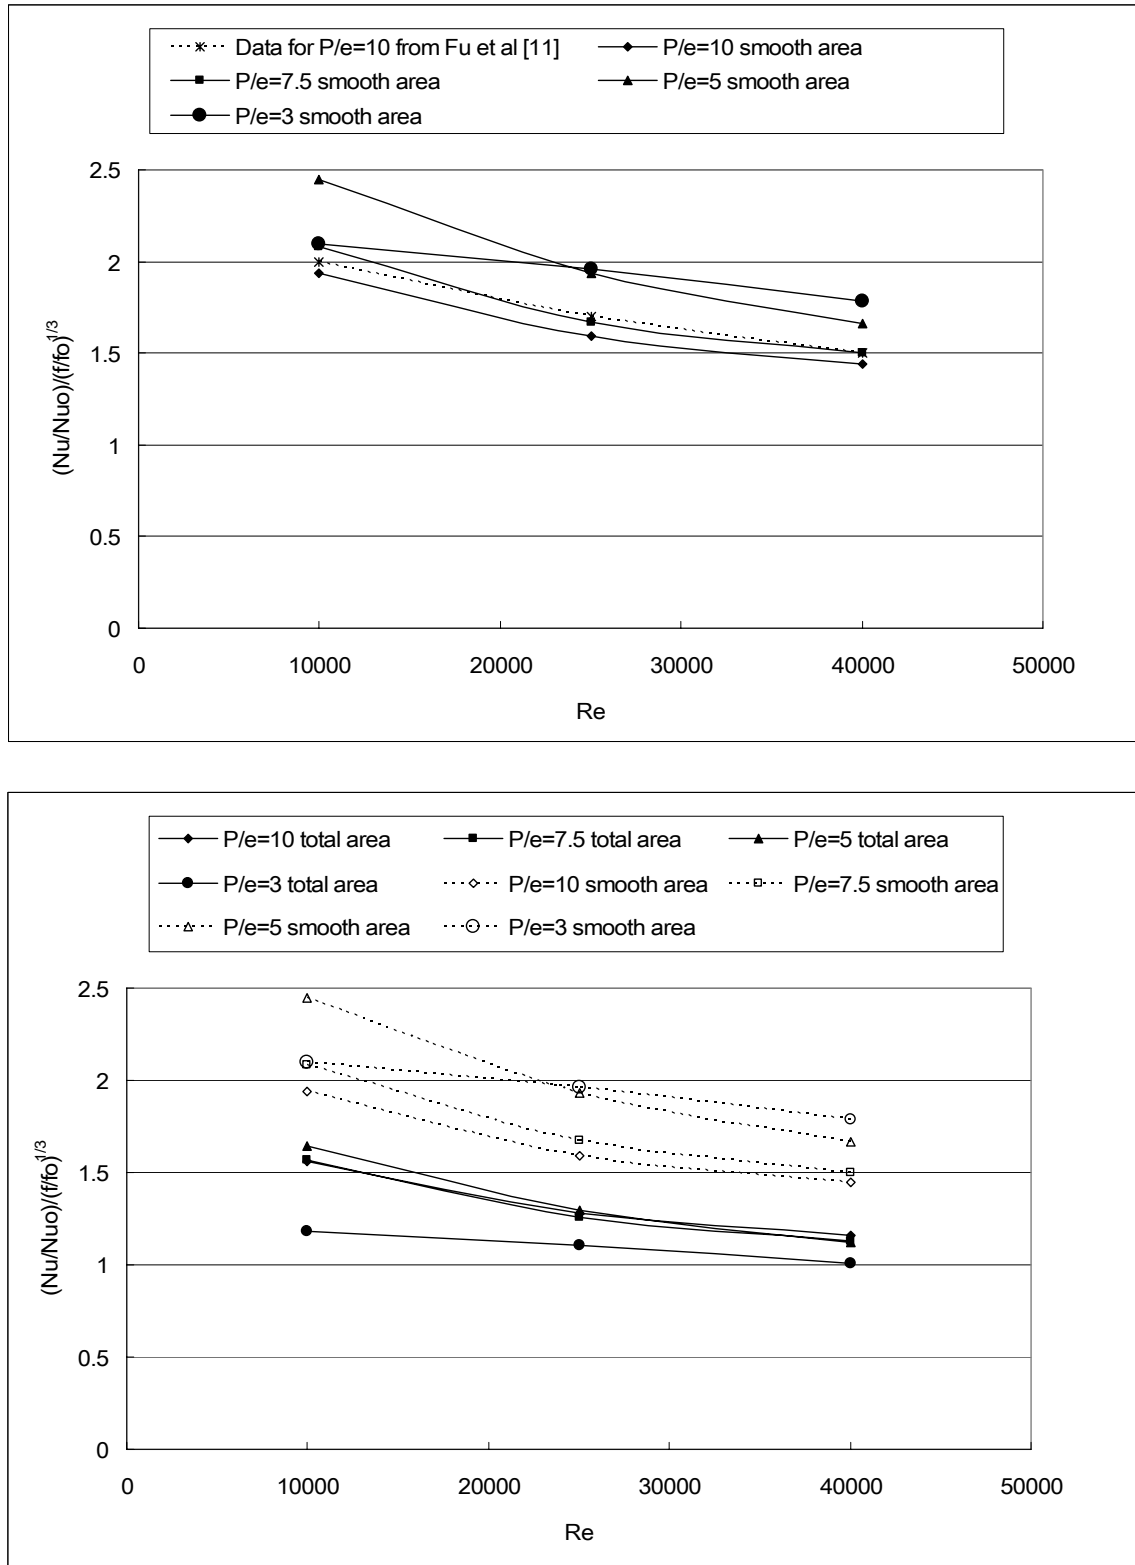 Data for P/e=10 from Fu et al [11] P/e=10 smooth area
P/e=7.5 smooth area P/e=5 smooth area
P/e=3 smooth area
2.5
2
1.5
1
0.5
0
(Nu/Nuo)/(f/fo)^1/3
0 10000 20000 30000 40000 50000
Re
P/e=10 total area P/e=7.5 total area P/e=5 total area
P/e=3 total area P/e=10 smooth area P/e=7.5 smooth area
P/e=5 smooth area P/e=3 smooth area
2.5
2
1.5
1
0.5
0
(Nu/Nuo)/(f/fo)^1/3
0 10000 20000 30000 40000 50000
Re